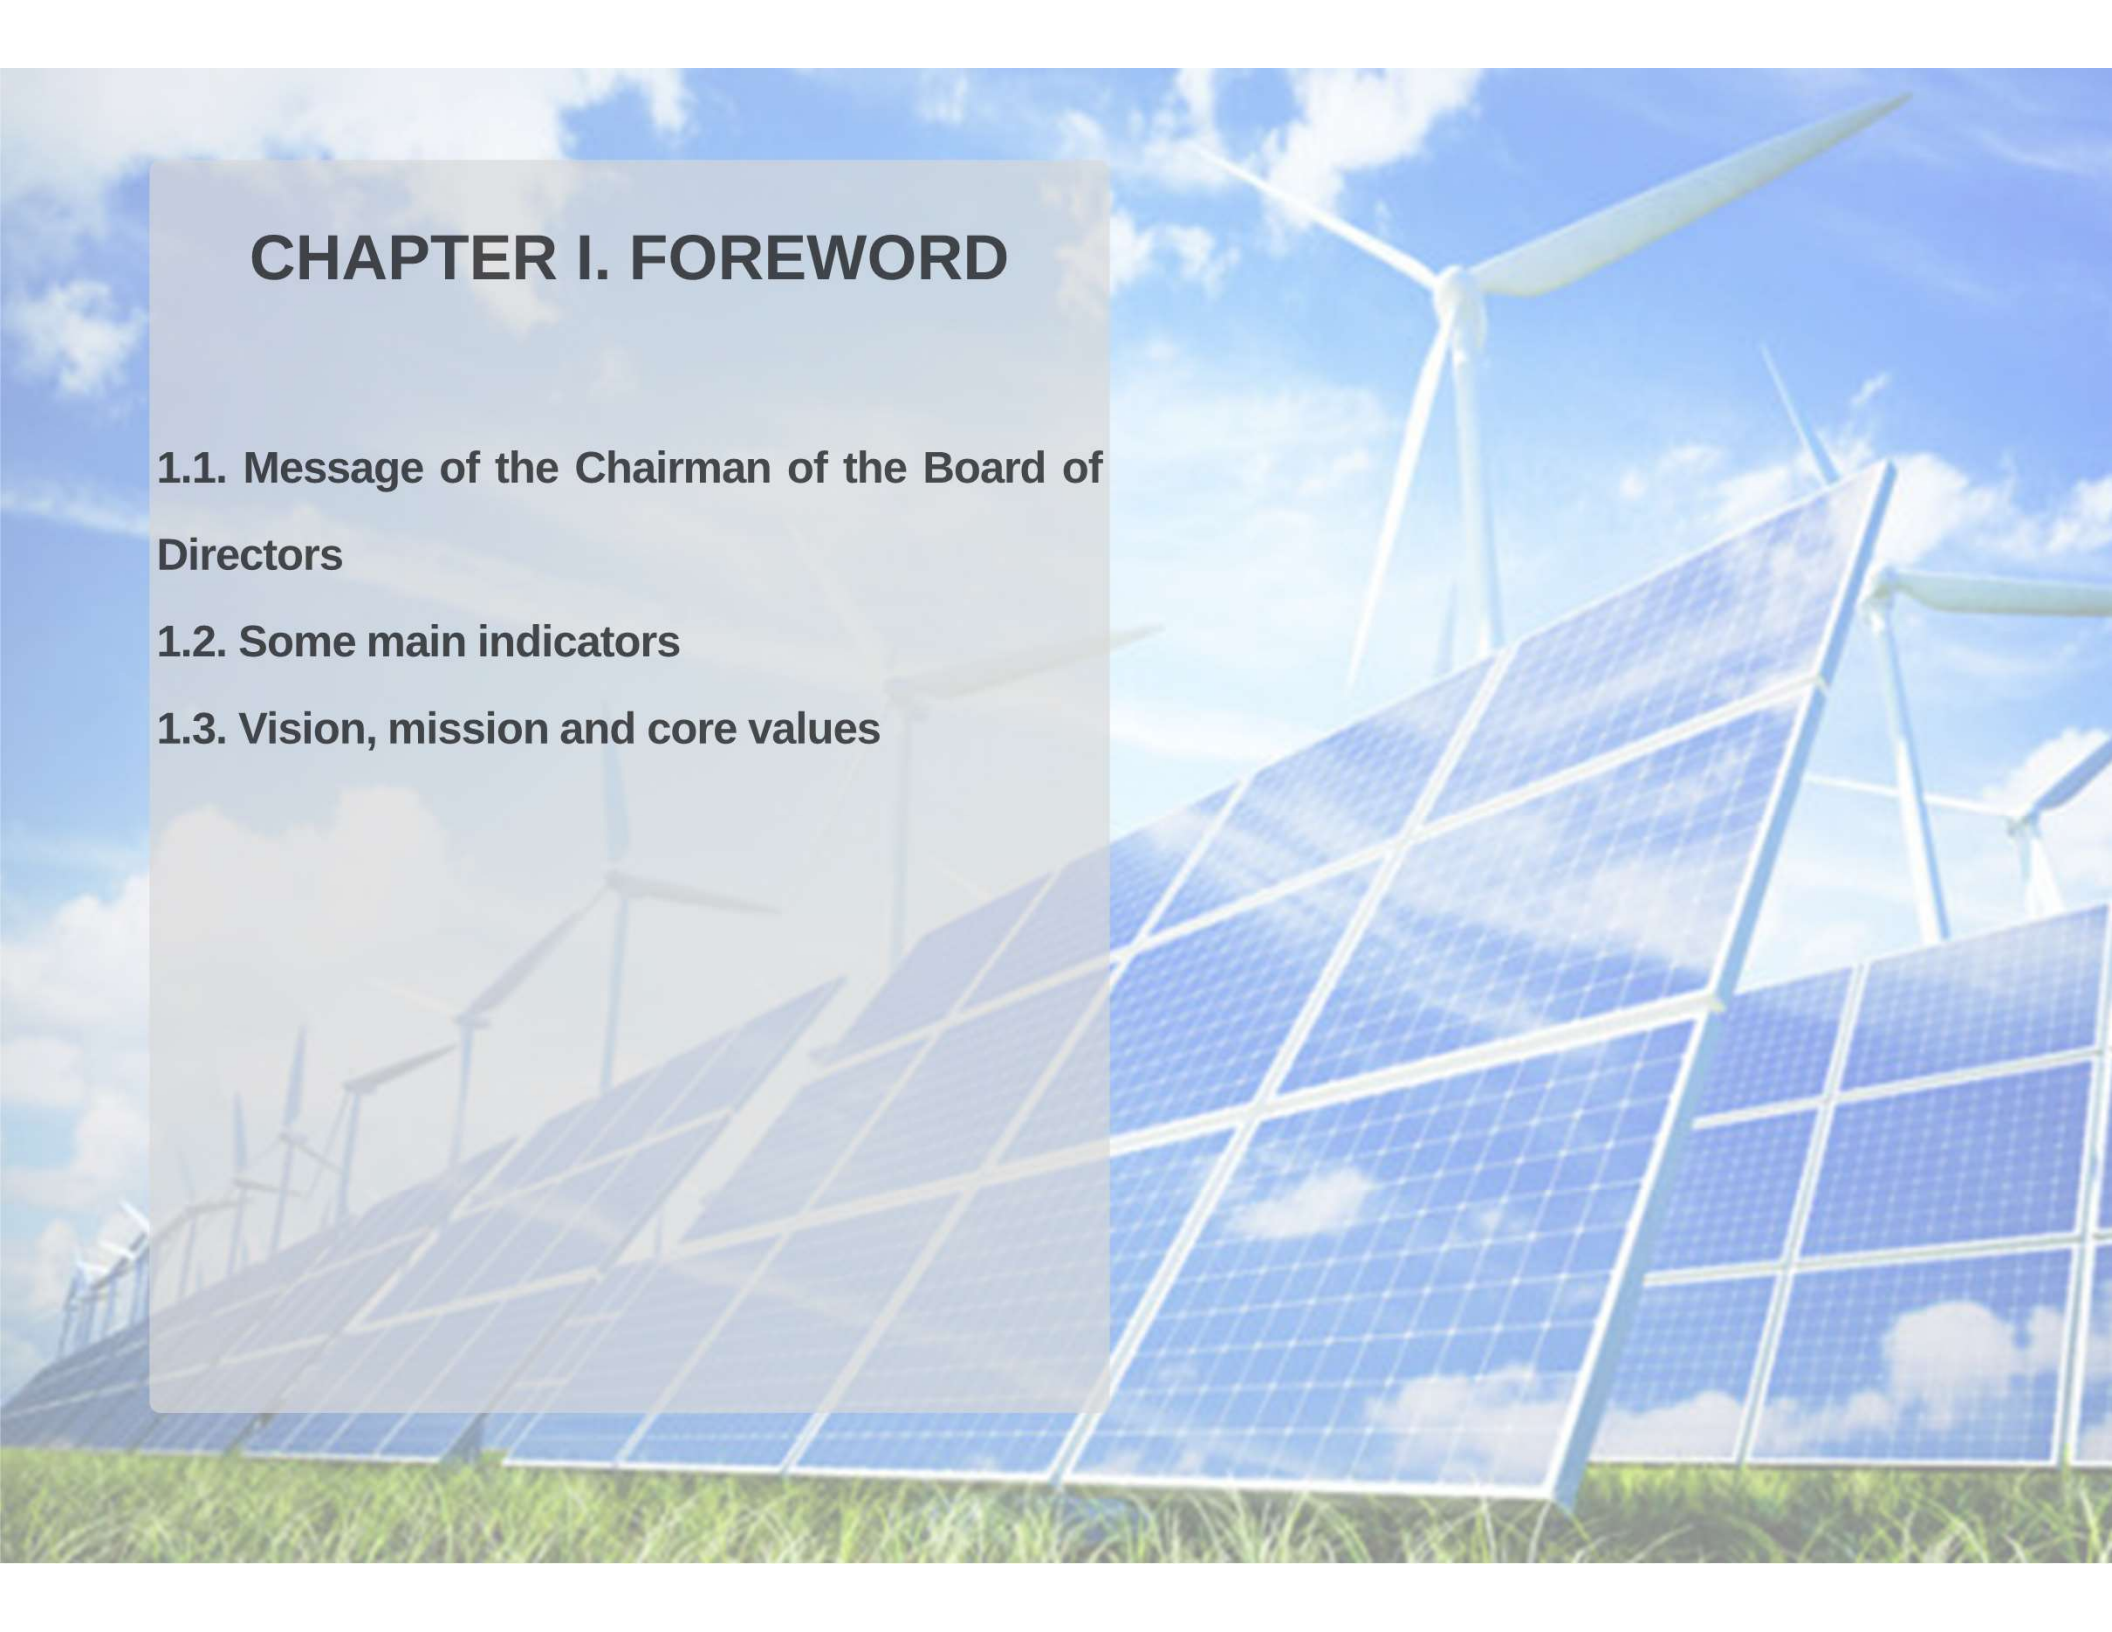 CHAPTER I. FOREWORD
1.1. Message of the Chairman of the Board of
Directors
1.2. Some main indicators
1.3. Vision, mission and core values